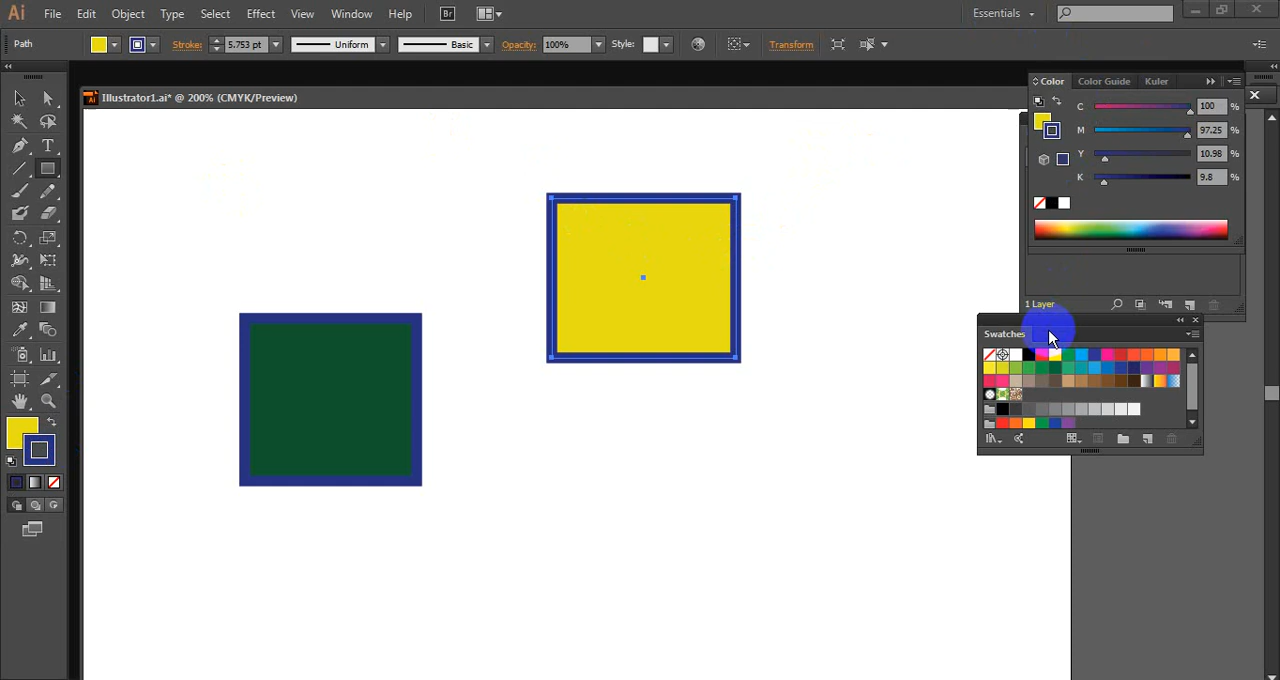 Ai File Edit Object Type Select Effect View Window Help Br Essentials
Path Stroke: 5.753 pt Uniform Basic Opacity: 100% Style: Transform
Illustrator1.ai* @ 200% (CMYK/Preview)
Color Color Guide Kuler
C 100 %
M 97.25 %
Y 10.98 %
K 9.8 %
1 Layer
Swatches